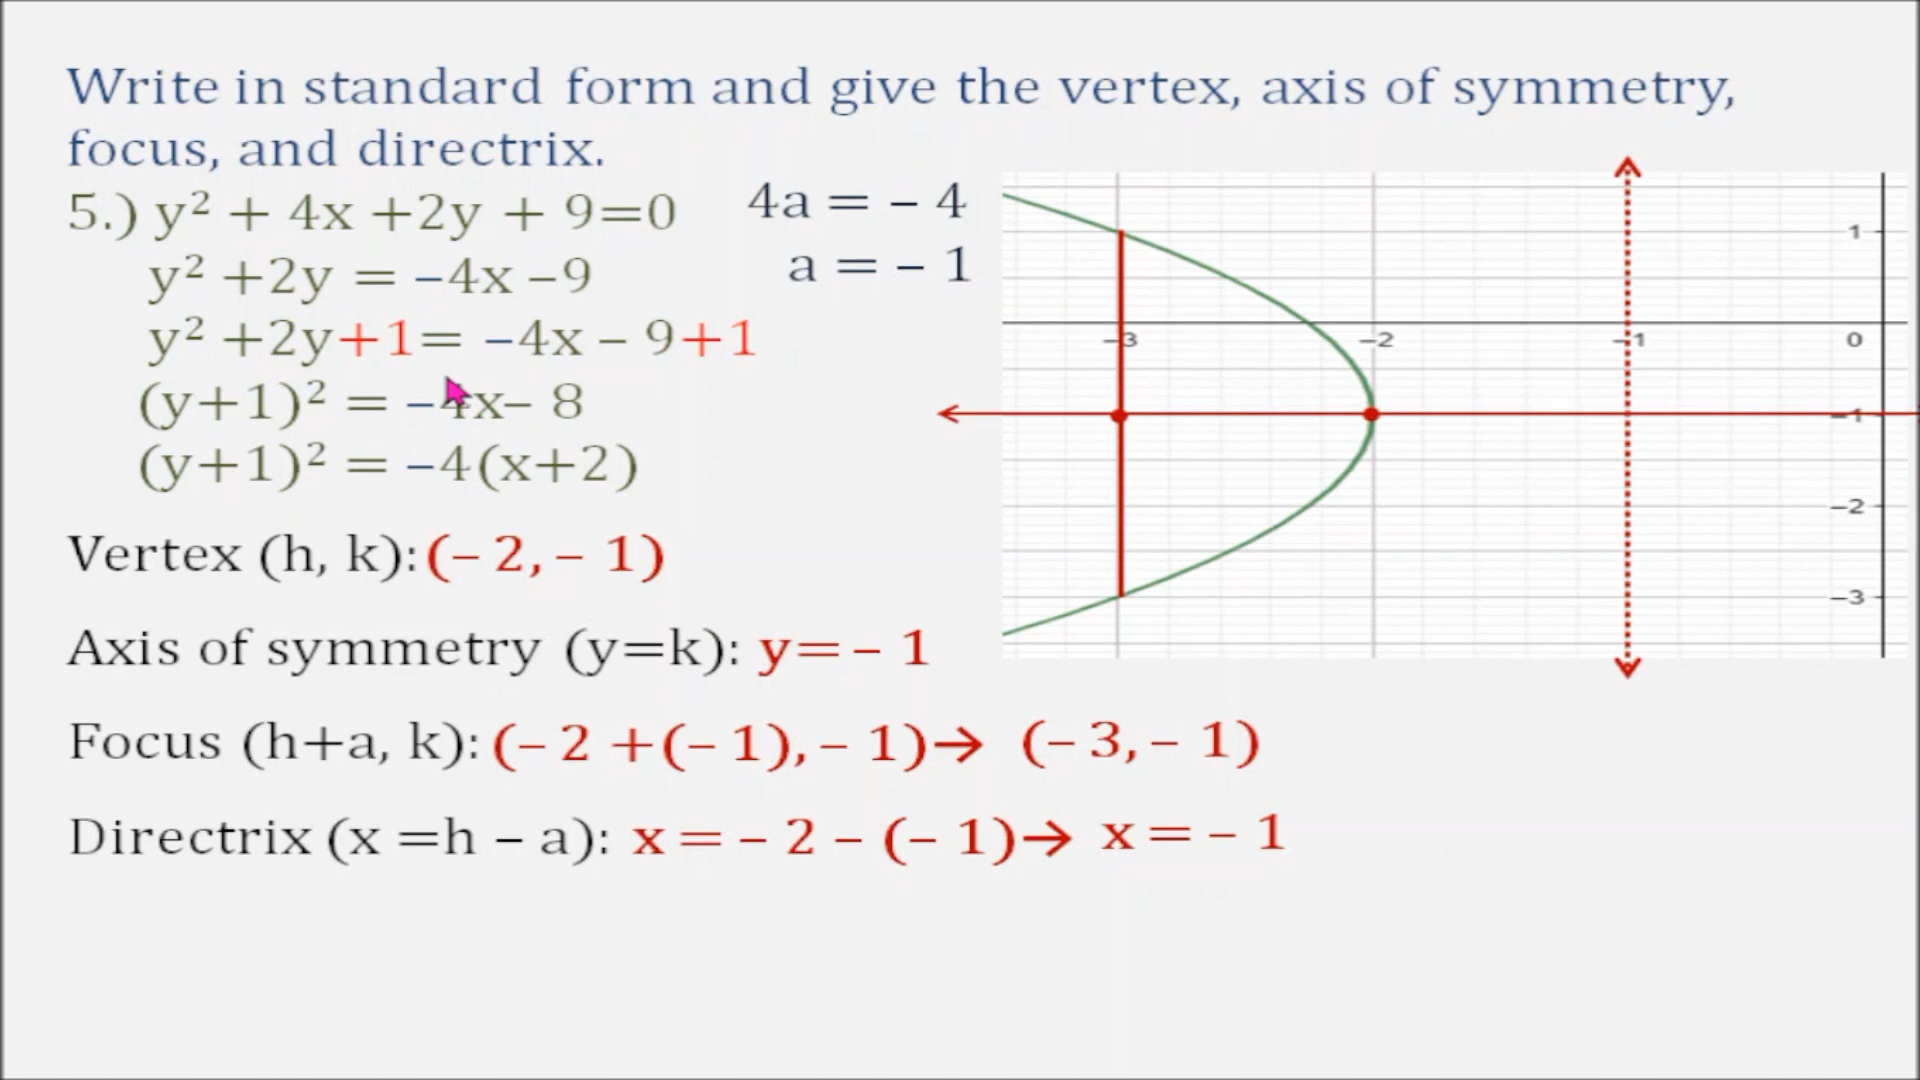 Write in standard form and give the vertex, axis of symmetry,
focus, and directrix.
5.) y² + 4x +2y + 9=0
y² +2y = –4x –9
y² +2y+1= –4x – 9+1
(y+1)² = –4x– 8
(y+1)² = –4(x+2)
4a = – 4
a = – 1
Vertex (h, k): (– 2, – 1)
Axis of symmetry (y=k): y= – 1
Focus (h+a, k): (– 2 +(– 1), – 1)→ (– 3, – 1)
Directrix (x =h – a): x = – 2 – (– 1)→ x = – 1
1
–3 –2 –1 0
–1
–2
–3